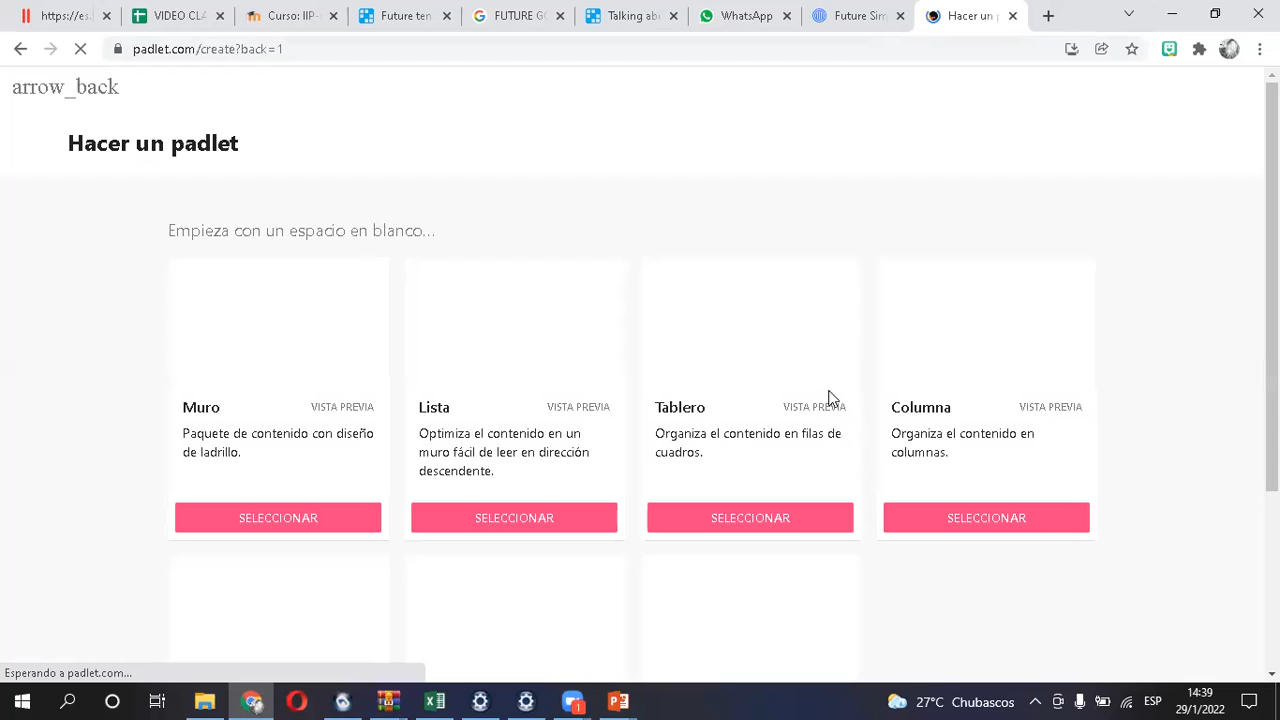 https://es. VIDEO CLA Curso: IIP- Future ten FUTURE GO Talking abo WhatsApp Future Sim Hacer un p
padlet.com/create?back=1
arrow_back
Hacer un padlet
Empieza con un espacio en blanco...
Muro VISTA PREVIA Lista VISTA PREVIA Tablero VISTA PREVIA Columna VISTA PREVIA
Paquete de contenido con diseño Optimiza el contenido en un Organiza el contenido en filas de Organiza el contenido en
de ladrillo. muro fácil de leer en dirección cuadros. columnas.
descendente.
SELECCIONAR SELECCIONAR SELECCIONAR SELECCIONAR
Esperando a padlet.com...
1 27°C Chubascos ESP 14:39
29/1/2022